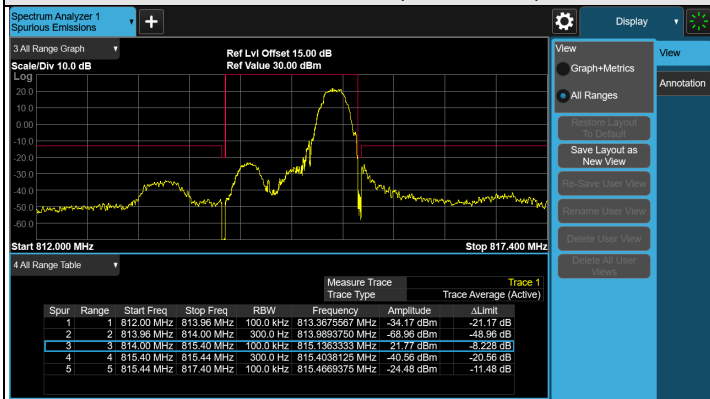 Spectrum Analyzer 1
Spurious Emissions
Display
3 All Range Graph
Ref Lvl Offset 15.00 dB
Scale/Div 10.0 dB
Ref Value 30.00 dBm
Log
20.0
10.0
0.00
-10.0
-20.0
-30.0
-40.0
-50.0
-60.0
Start 812.000 MHz
Stop 817.400 MHz
4 All Range Table
Measure Trace Trace 1
Trace Type Trace Average (Active)
Spur Range Start Freq Stop Freq RBW Frequency Amplitude ΔLimit
1 1 812.00 MHz 813.96 MHz 100.0 kHz 813.3675567 MHz -34.17 dBm -21.17 dB
2 2 813.96 MHz 814.00 MHz 300.0 Hz 813.9893750 MHz -68.96 dBm -48.96 dB
3 3 814.00 MHz 815.40 MHz 100.0 kHz 815.1363333 MHz 21.77 dBm -8.228 dB
4 4 815.40 MHz 815.44 MHz 300.0 Hz 815.4038125 MHz -40.56 dBm -20.56 dB
5 5 815.44 MHz 817.40 MHz 100.0 kHz 815.4669375 MHz -24.48 dBm -11.48 dB
View
Graph+Metrics
All Ranges
Restore Layout
To Default
Save Layout as
New View
Re-Save User View
Rename User View
Delete User View
Delete All User
Views
View
Annotation